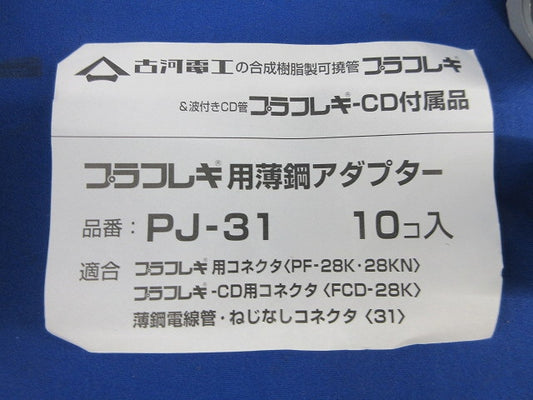 古河電工の合成樹脂製可撓管プラフレキ®
&波付きCD管プラフレキ®-CD付属品
プラフレキ®用薄鋼アダプター
品番：PJ-31 10コ入
適合 プラフレキ®用コネクタ〈PF-28K・28KN〉
プラフレキ®-CD用コネクタ〈FCD-28K〉
薄鋼電線管・ねじなしコネクタ〈31〉